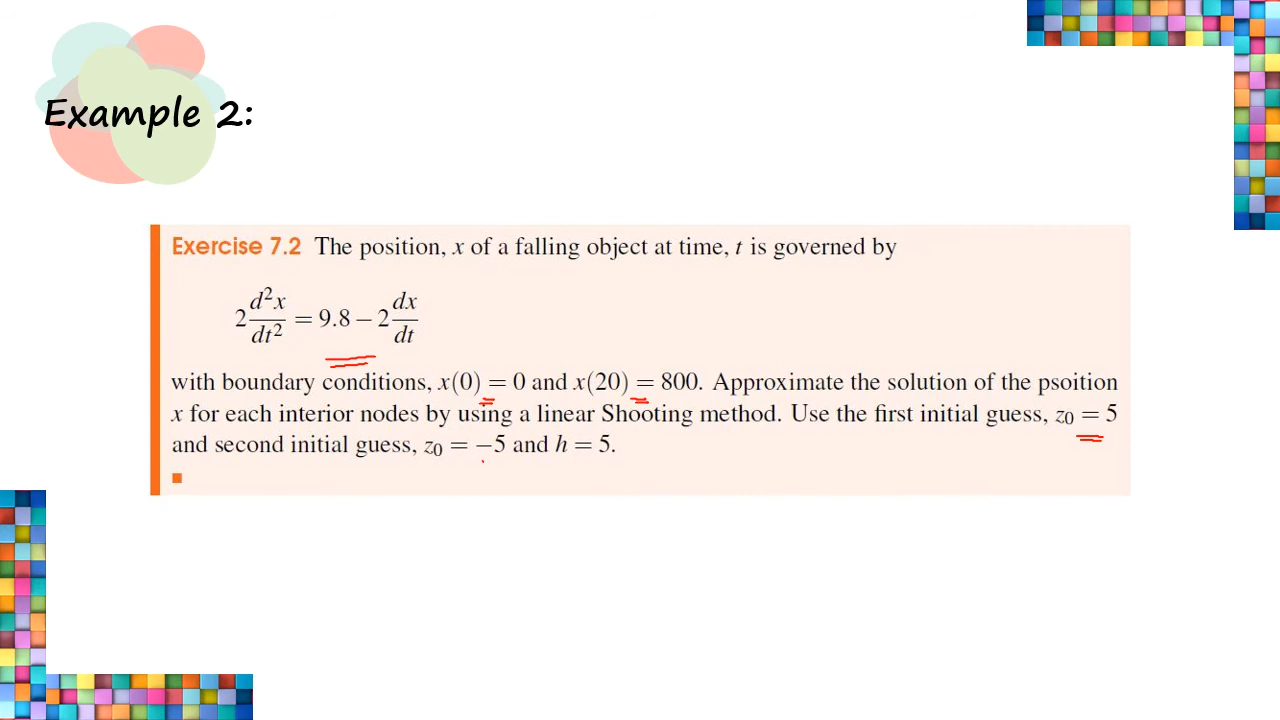 Example 2:
Exercise 7.2 The position, x of a falling object at time, t is governed by
2 d²x/dt² = 9.8 − 2 dx/dt
with boundary conditions, x(0) = 0 and x(20) = 800. Approximate the solution of the psoition
x for each interior nodes by using a linear Shooting method. Use the first initial guess, z₀ = 5
and second initial guess, z₀ = −5 and h = 5.